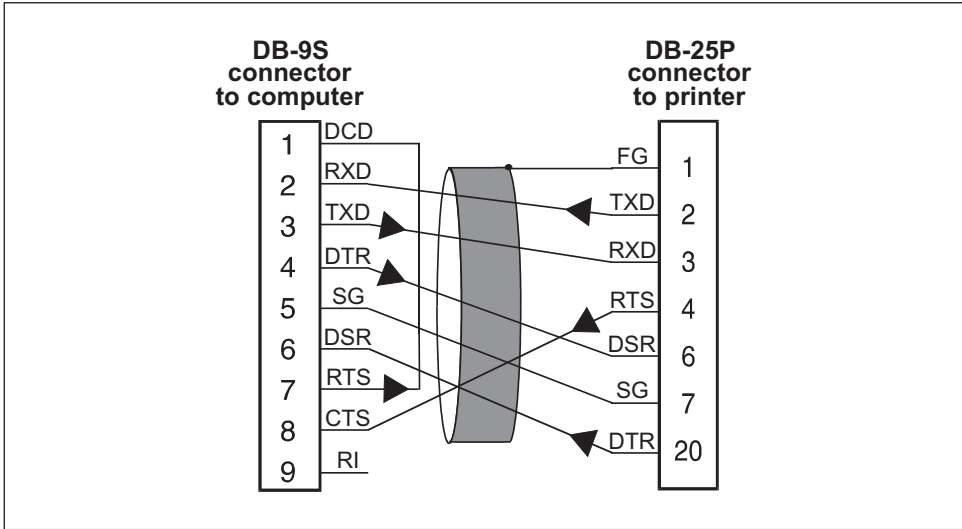 DB-9S
connector
to computer
DB-25P
connector
to printer
1 DCD
2 RXD
3 TXD
4 DTR
5 SG
6 DSR
7 RTS
8 CTS
9 RI
FG 1
TXD 2
RXD 3
RTS 4
DSR 6
SG 7
DTR 20